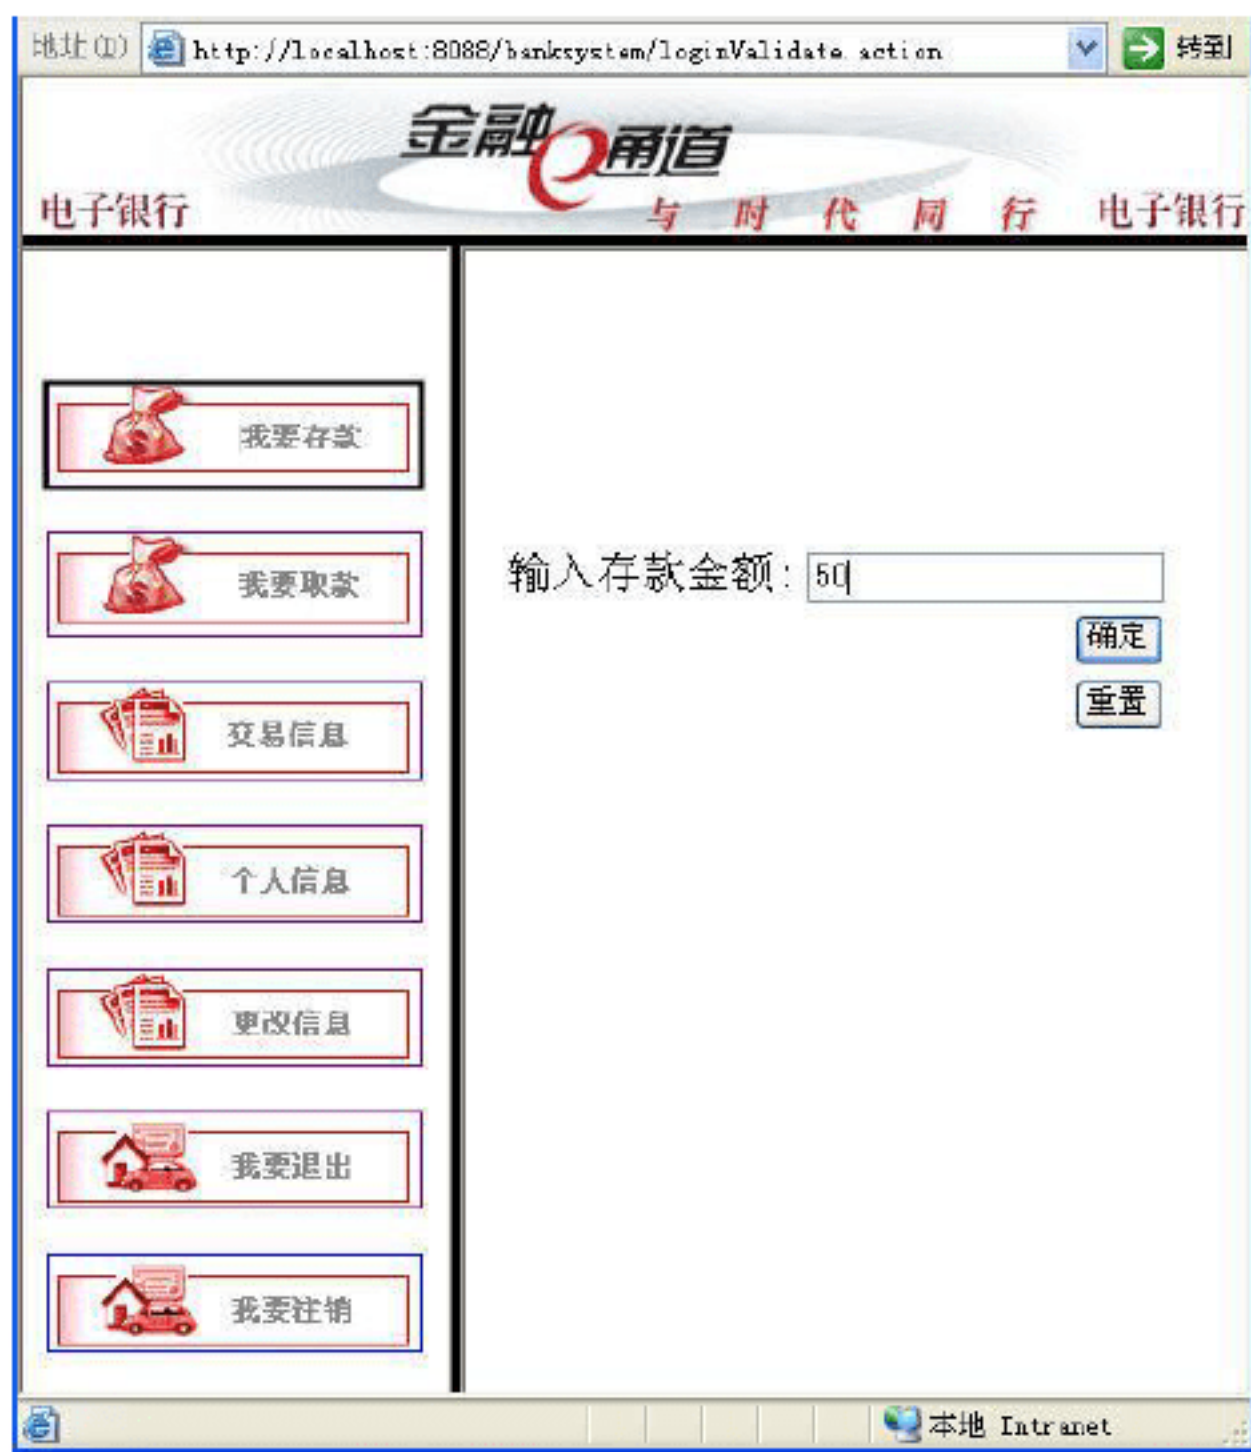 地址(D) http://localhost:8088/banksystem/loginValidate.action 转到
金融e通道
电子银行 与时代同行 电子银行
我要存款
我要取款
输入存款金额: 50
确定
重置
交易信息
个人信息
更改信息
我要退出
我要注销
本地 Intranet